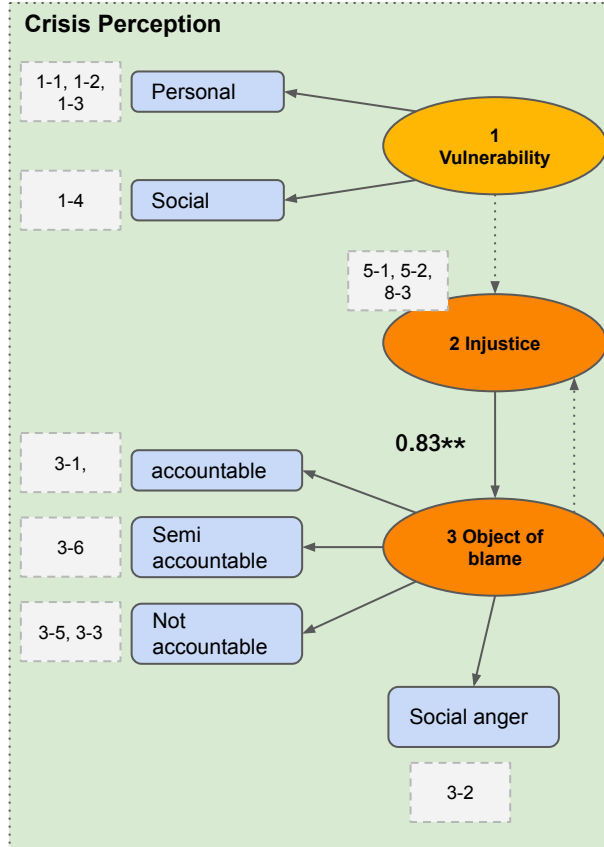 Crisis Perception
1-1, 1-2,
1-3
Personal
1
Vulnerability
1-4
Social
5-1, 5-2,
8-3
2 Injustice
0.83**
3-1,
accountable
3-6
Semi
accountable
3 Object of
blame
3-5, 3-3
Not
accountable
Social anger
3-2